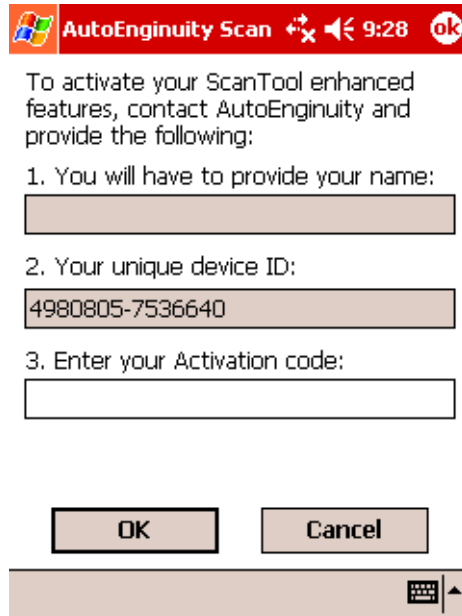 AutoEnginuity Scan 9:28 ok
To activate your ScanTool enhanced
features, contact AutoEnginuity and
provide the following:
1. You will have to provide your name:
2. Your unique device ID:
4980805-7536640
3. Enter your Activation code:
OK Cancel